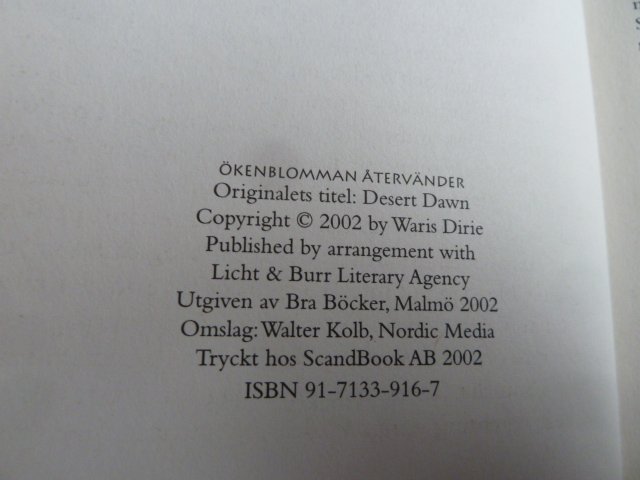 ÖKENBLOMMAN ÅTERVÄNDER
Originalets titel: Desert Dawn
Copyright © 2002 by Waris Dirie
Published by arrangement with
Licht & Burr Literary Agency
Utgiven av Bra Böcker, Malmö 2002
Omslag: Walter Kolb, Nordic Media
Tryckt hos ScandBook AB 2002
ISBN 91-7133-916-7